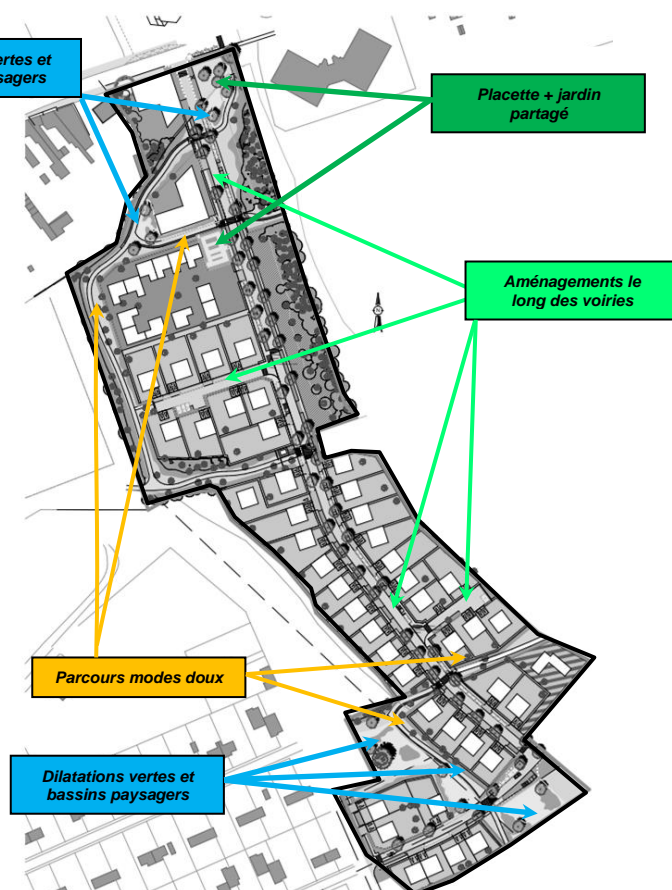 ertes et
sagers
Placette + jardin
partagé
Aménagements le
long des voiries
Parcours modes doux
Dilatations vertes et
bassins paysagers